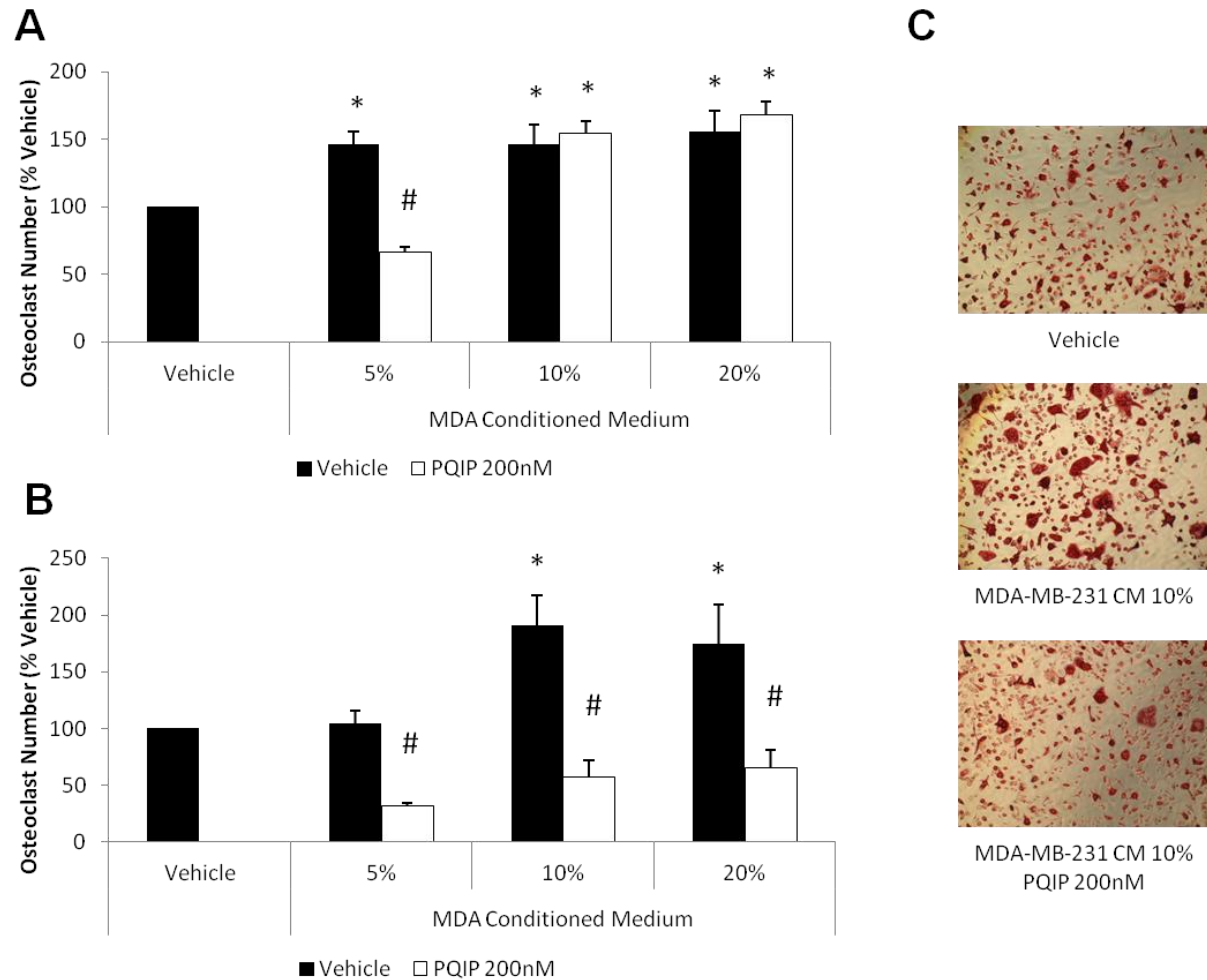 A
Osteoclast Number (% Vehicle)
200
150
100
50
0
*
#
*
*
*
*
Vehicle
5%
10%
20%
MDA Conditioned Medium
Vehicle
PQIP 200nM
B
Osteoclast Number (% Vehicle)
250
200
150
100
50
0
#
*
#
*
#
Vehicle
5%
10%
20%
MDA Conditioned Medium
Vehicle
PQIP 200nM
C
Vehicle
MDA-MB-231 CM 10%
MDA-MB-231 CM 10%
PQIP 200nM